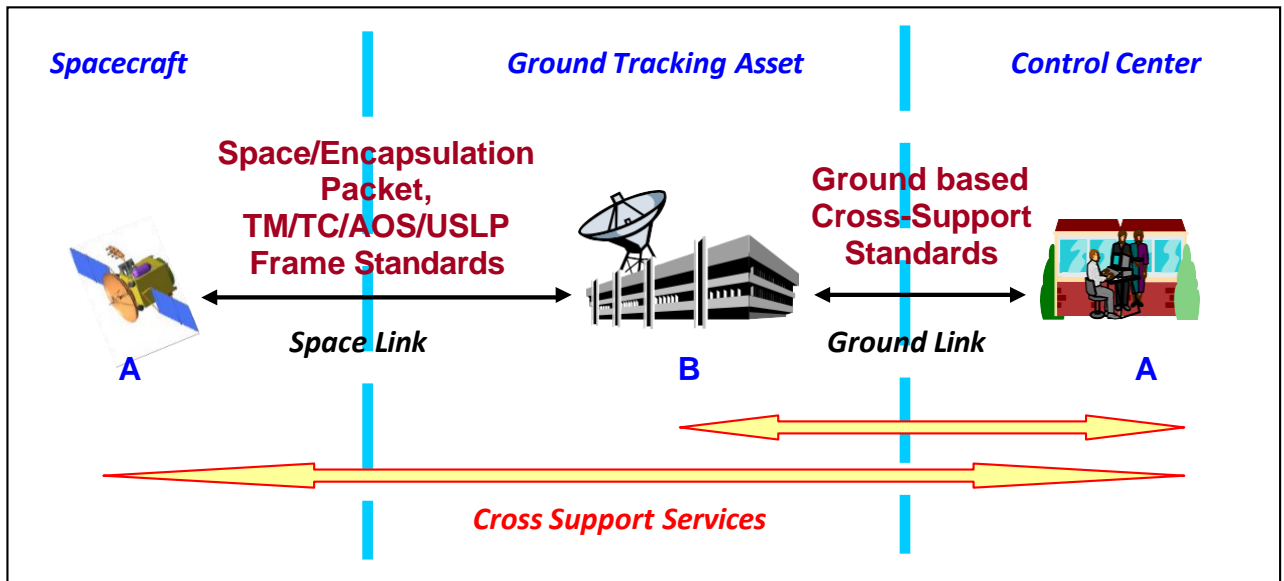 Spacecraft
Ground Tracking Asset
Control Center
Space/Encapsulation
Packet,
TM/TC/AOS/USLP
Frame Standards
Ground based
Cross-Support
Standards
Space Link
Ground Link
A
B
A
Cross Support Services